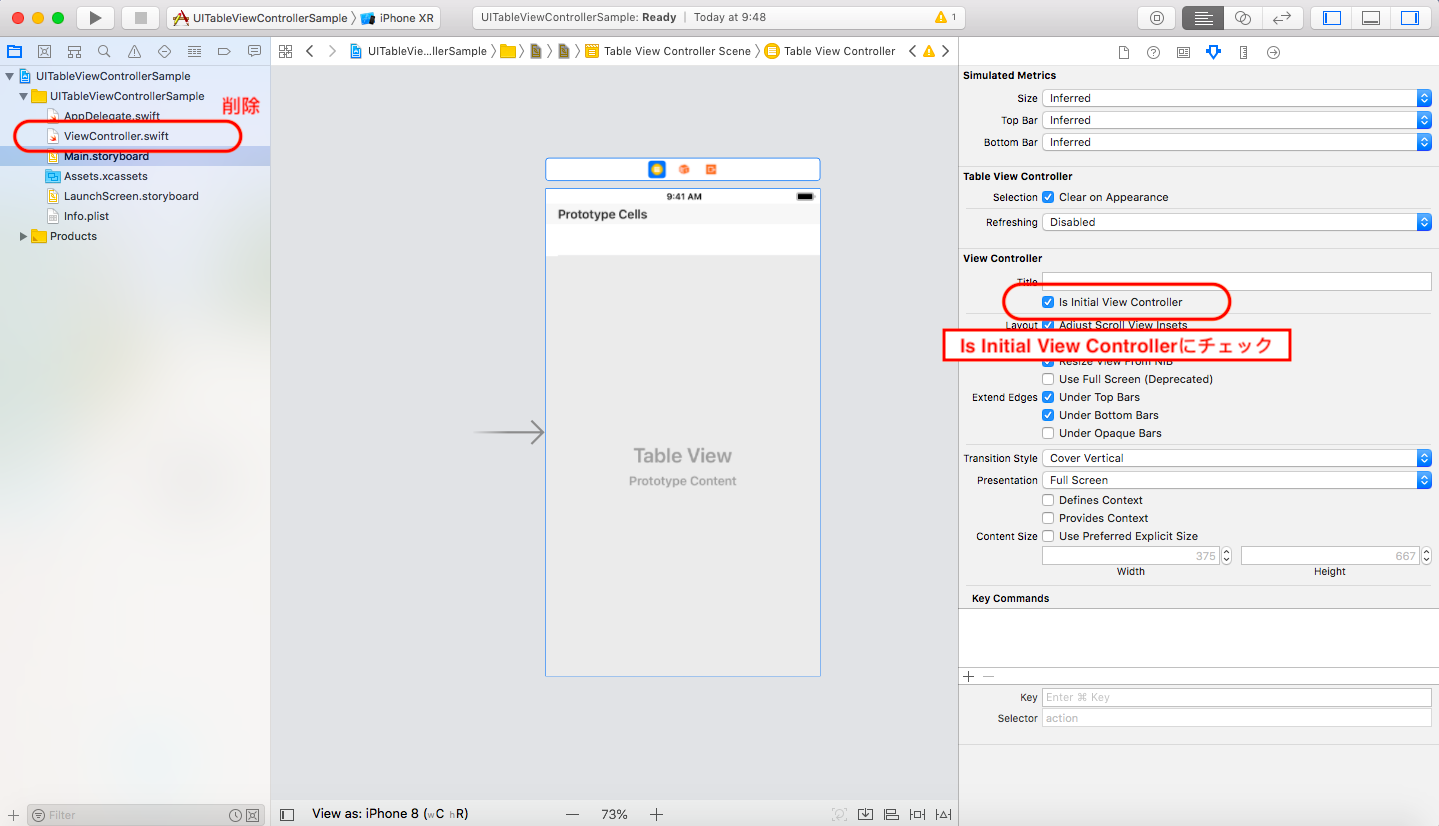 UITableViewControllerSample
iPhone XR
UITableViewControllerSample: Ready | Today at 9:48
1
UITableVie...llerSample
Table View Controller Scene
Table View Controller
UITableViewControllerSample
UITableViewControllerSample
削除
AppDelegate.swift
ViewController.swift
Main.storyboard
Assets.xcassets
LaunchScreen.storyboard
Info.plist
Products
Filter
9:41 AM
Prototype Cells
Table View
Prototype Content
View as: iPhone 8 (wC hR)
73%
Simulated Metrics
Size Inferred
Top Bar Inferred
Bottom Bar Inferred
Table View Controller
Selection Clear on Appearance
Refreshing Disabled
View Controller
Title
Is Initial View Controller
Layout Adjust Scroll View Insets
Is Initial View Controllerにチェック
Resize View From NIB
Use Full Screen (Deprecated)
Extend Edges Under Top Bars
Under Bottom Bars
Under Opaque Bars
Transition Style Cover Vertical
Presentation Full Screen
Defines Context
Provides Context
Content Size Use Preferred Explicit Size
375 667
Width Height
Key Commands
Key Enter ⌘ Key
Selector action